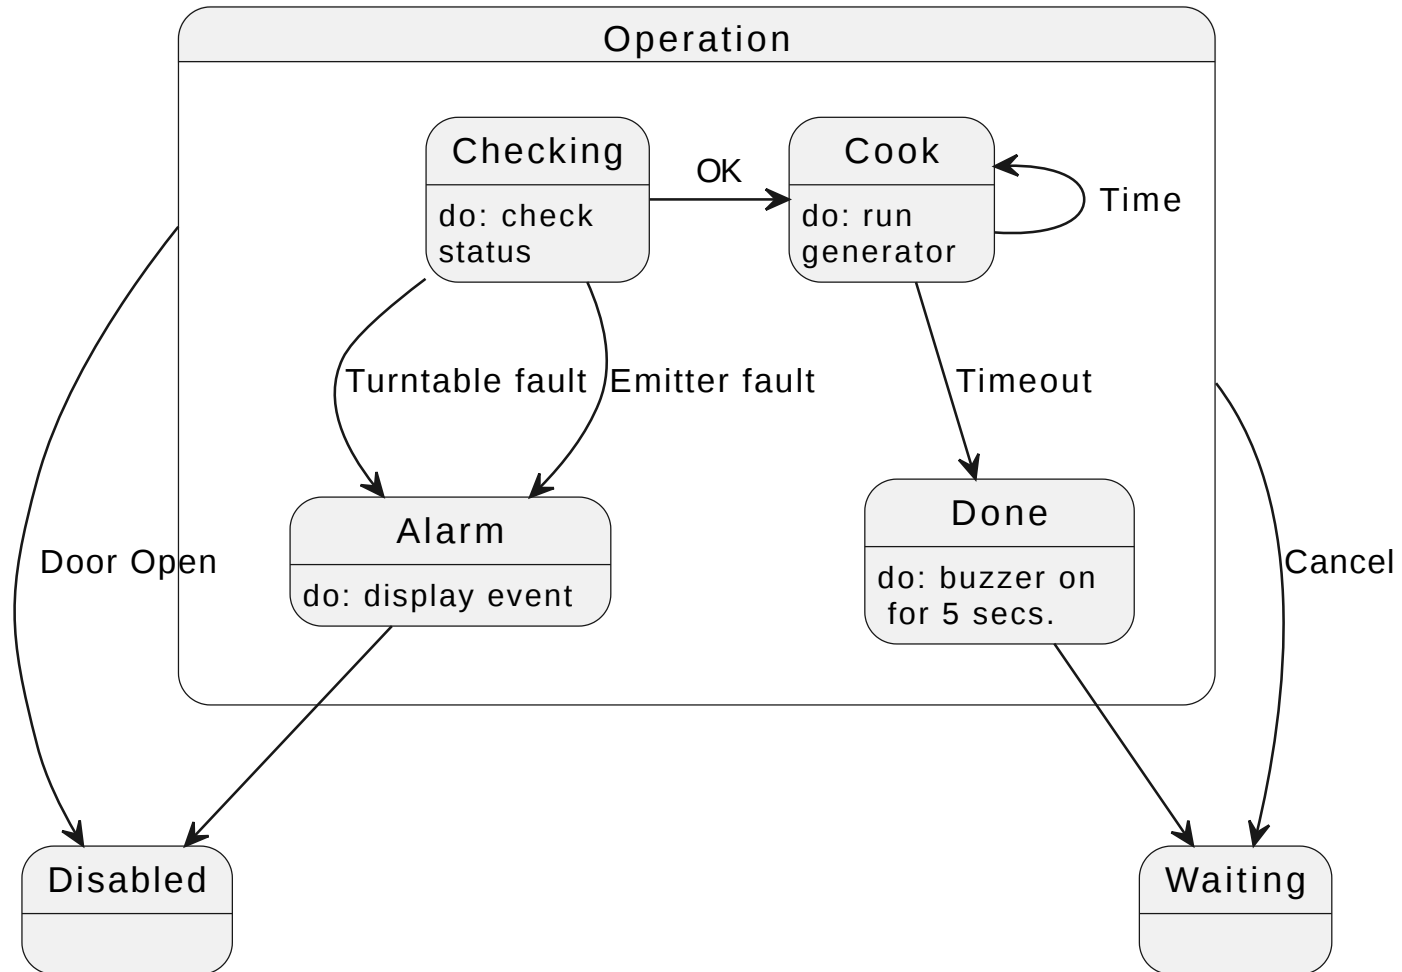 Operation
Checking
do: check
status
OK
Cook
do: run
generator
Time
Turntable fault
Emitter fault
Timeout
Alarm
do: display event
Done
do: buzzer on
for 5 secs.
Door Open
Cancel
Disabled
Waiting